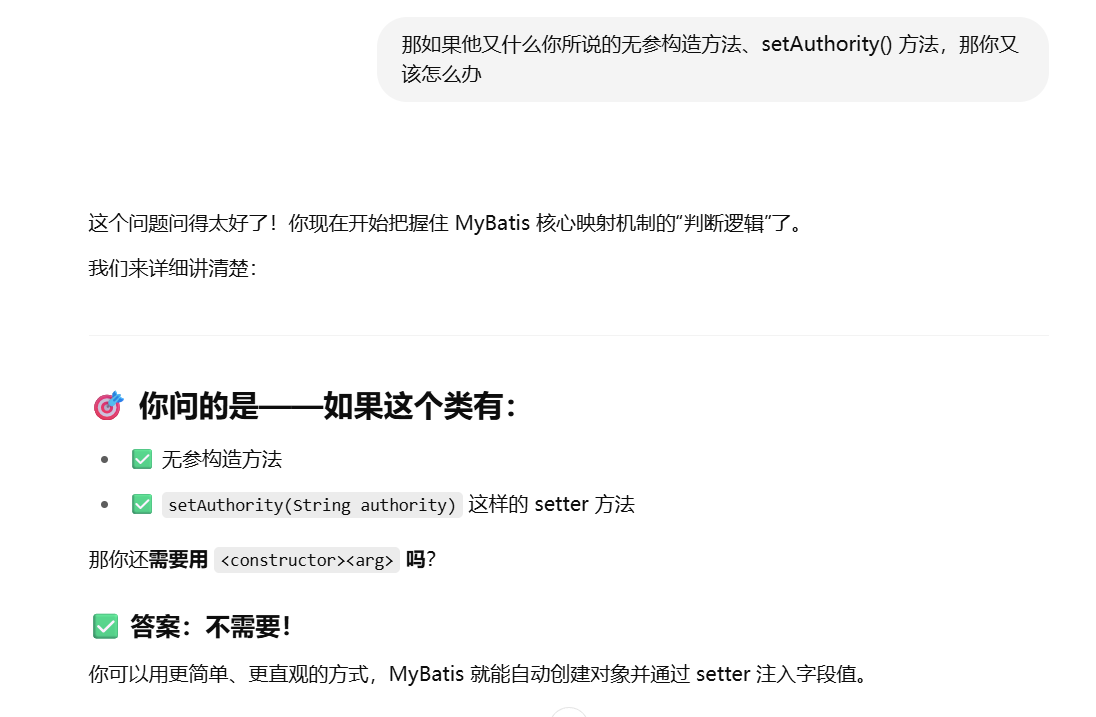 那如果他又什么你所说的无参构造方法、setAuthority() 方法，那你又
该怎么办
这个问题问得太好了！你现在开始把握住 MyBatis 核心映射机制的“判断逻辑”了。
我们来详细讲清楚：
你问的是——如果这个类有：
无参构造方法
setAuthority(String authority) 这样的 setter 方法
那你还需要用 <constructor><arg> 吗？
答案：不需要！
你可以用更简单、更直观的方式，MyBatis 就能自动创建对象并通过 setter 注入字段值。